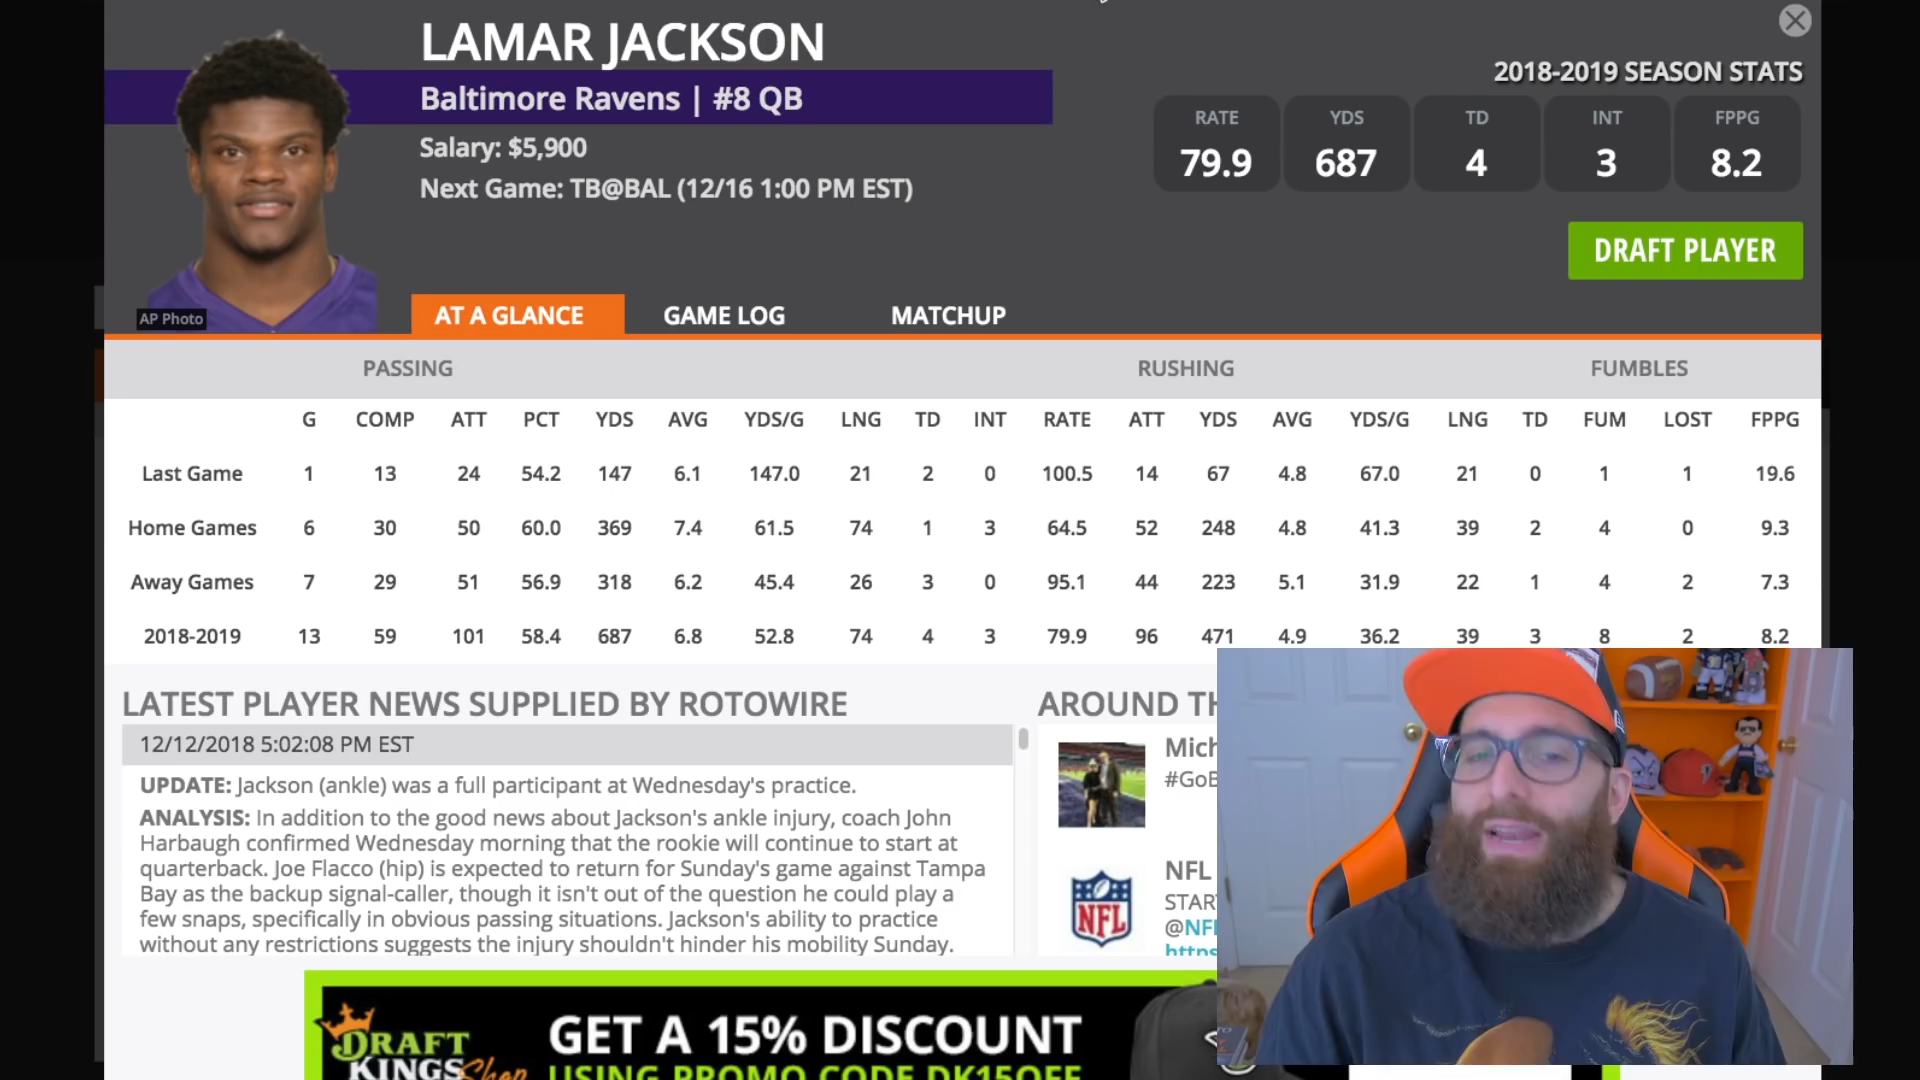 LAMAR JACKSON
Baltimore Ravens | #8 QB
Salary: $5,900
Next Game: TB@BAL (12/16 1:00 PM EST)
2018-2019 SEASON STATS
RATE YDS TD INT FPPG
79.9 687 4 3 8.2
DRAFT PLAYER
AP Photo
AT A GLANCE GAME LOG MATCHUP
PASSING RUSHING FUMBLES
G COMP ATT PCT YDS AVG YDS/G LNG TD INT RATE ATT YDS AVG YDS/G LNG TD FUM LOST FPPG
Last Game 1 13 24 54.2 147 6.1 147.0 21 2 0 100.5 14 67 4.8 67.0 21 0 1 1 19.6
Home Games 6 30 50 60.0 369 7.4 61.5 74 1 3 64.5 52 248 4.8 41.3 39 2 4 0 9.3
Away Games 7 29 51 56.9 318 6.2 45.4 26 3 0 95.1 44 223 5.1 31.9 22 1 4 2 7.3
2018-2019 13 59 101 58.4 687 6.8 52.8 74 4 3 79.9 96 471 4.9 36.2 39 3 8 2 8.2
LATEST PLAYER NEWS SUPPLIED BY ROTOWIRE
12/12/2018 5:02:08 PM EST
UPDATE: Jackson (ankle) was a full participant at Wednesday's practice.
ANALYSIS: In addition to the good news about Jackson's ankle injury, coach John
Harbaugh confirmed Wednesday morning that the rookie will continue to start at
quarterback. Joe Flacco (hip) is expected to return for Sunday's game against Tampa
Bay as the backup signal-caller, though it isn't out of the question he could play a
few snaps, specifically in obvious passing situations. Jackson's ability to practice
without any restrictions suggests the injury shouldn't hinder his mobility Sunday.
AROUND TH
Mich
#GoB
NFL
NFL
STAR
@NFL
https
DRAFT
KINGS Shop
GET A 15% DISCOUNT
USING PROMO CODE DK15OFF